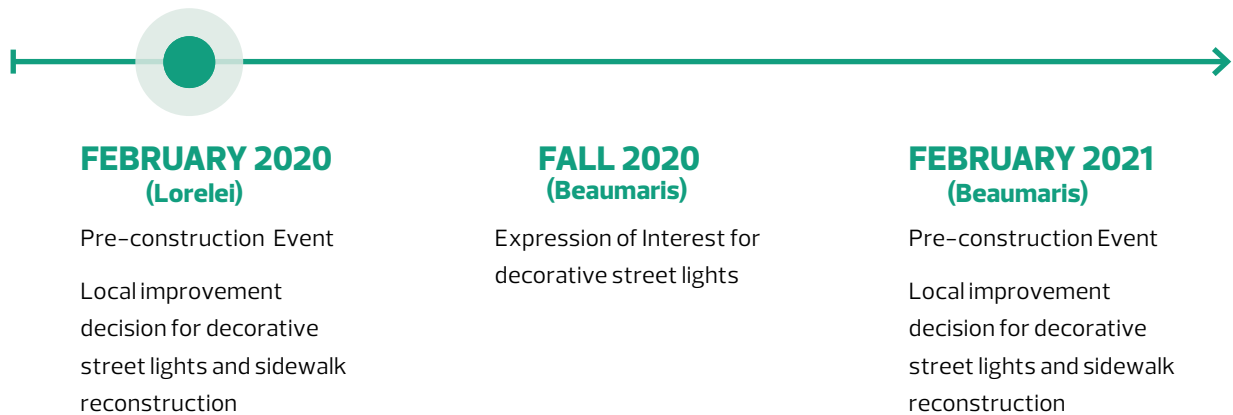 FEBRUARY 2020
(Lorelei)
Pre-construction Event
Local improvement
decision for decorative
street lights and sidewalk
reconstruction
FALL 2020
(Beaumaris)
Expression of Interest for
decorative street lights
FEBRUARY 2021
(Beaumaris)
Pre-construction Event
Local improvement
decision for decorative
street lights and sidewalk
reconstruction